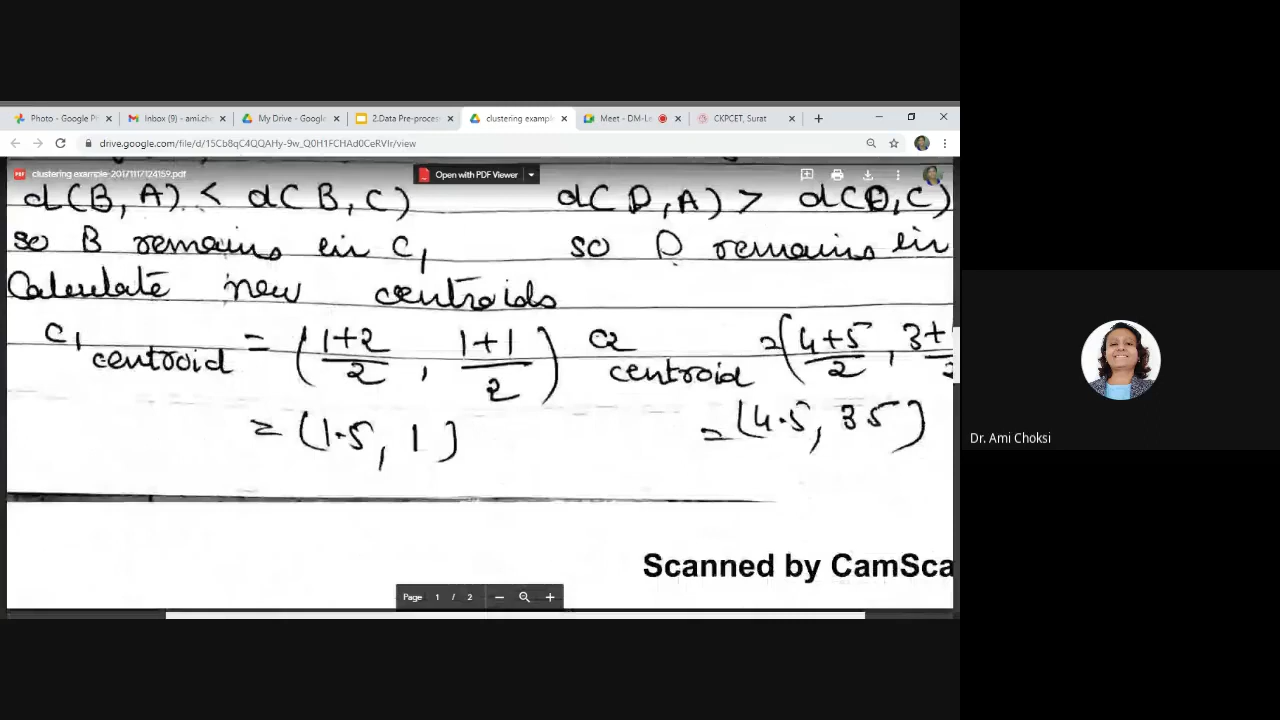 Photo - Google P
Inbox (9) - ami.ch
My Drive - Google
2.Data Pre-proces
clustering exampl
Meet - DM-L
CKPCET, Surat
drive.google.com/file/d/15Cb8qC4QQAHy-9w_Q0H1FCHAd0CeRVIr/view
clustering example-20171117124159.pdf
Open with PDF Viewer
d(B,A) < d(B,C) d(D,A) > d(D,C)
so B remains in C1 so D remains in
Calculate new centroids
C1 centroid = (1+2/2, 1+1/2) C2 centroid = (4+5/2, 3+
= (1.5, 1) = (4.5, 3.5)
Scanned by CamSca
Page 1 / 2
Dr. Ami Choksi